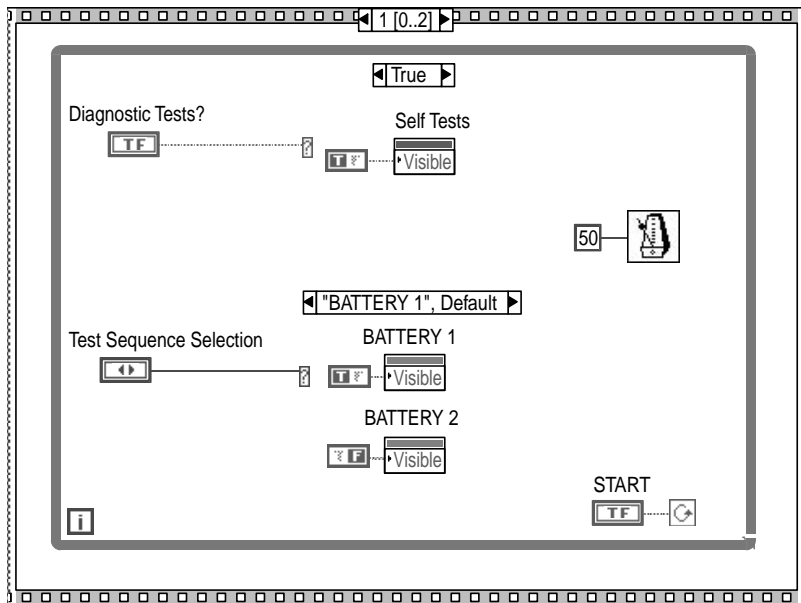 1 [0..2]
True
Diagnostic Tests?
Self Tests
TF
?
T
Visible
50
"BATTERY 1", Default
Test Sequence Selection
BATTERY 1
?
T
Visible
BATTERY 2
F
Visible
START
i
TF